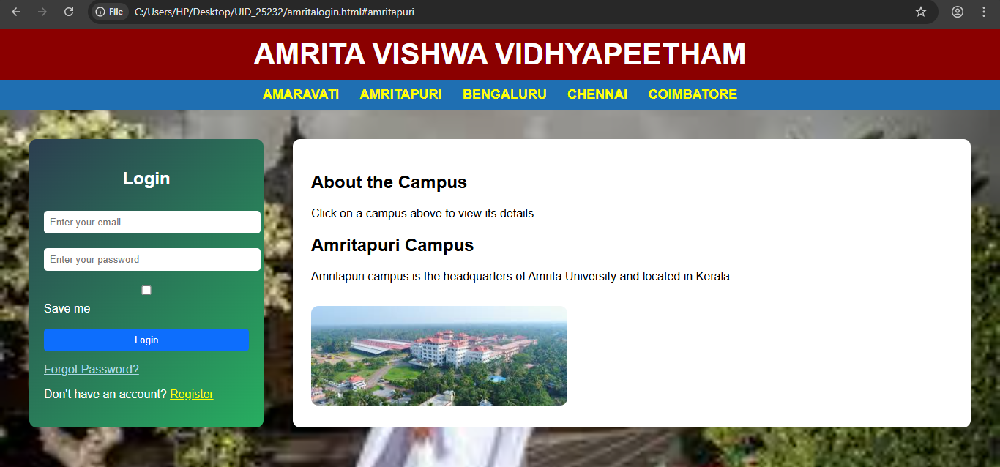 File C:/Users/HP/Desktop/UID_25232/amritalogin.html#amritapuri
AMRITA VISHWA VIDHYAPEETHAM
AMARAVATI AMRITAPURI BENGALURU CHENNAI COIMBATORE
Login
Enter your email
Enter your password
Save me
Login
Forgot Password?
Don't have an account? Register
About the Campus
Click on a campus above to view its details.
Amritapuri Campus
Amritapuri campus is the headquarters of Amrita University and located in Kerala.